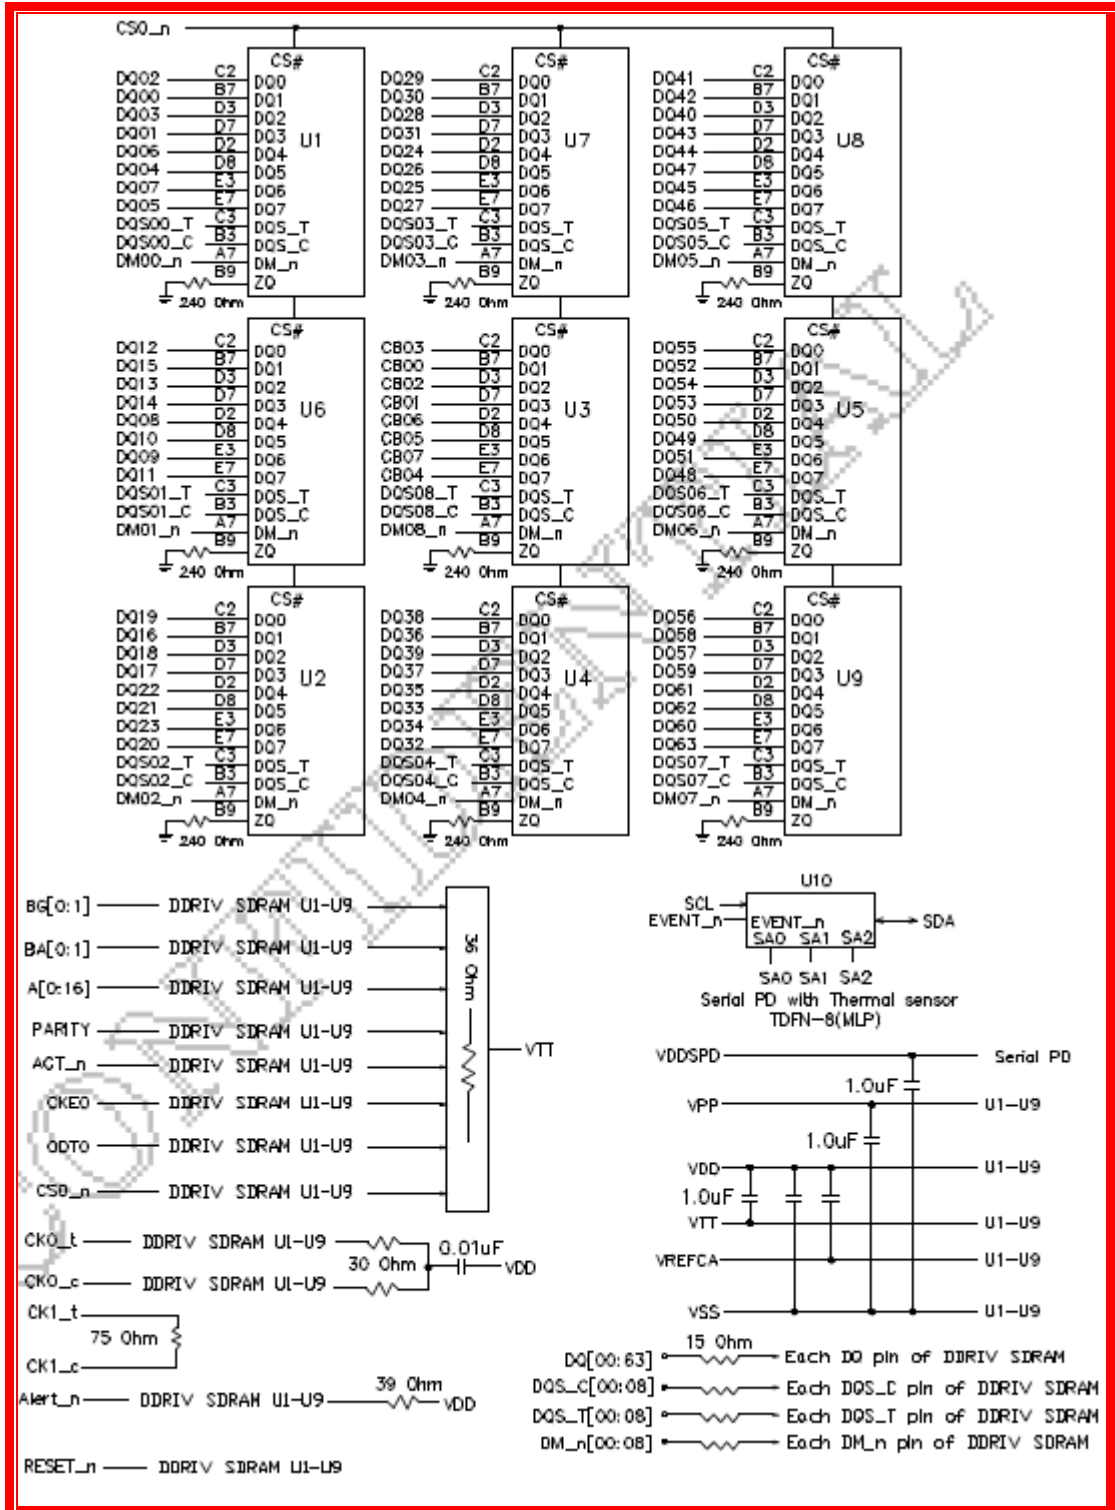 CS0_n
CS#
DQ02 C2 DQ0
DQ00 B7 DQ1
DQ03 D3 DQ2
DQ01 D7 DQ3
DQ06 D2 DQ4
DQ04 D8 DQ5
DQ07 E3 DQ6
DQ05 E7 DQ7
DQS00_T C3 DQS_T
DQS00_C B3 DQS_C
DM00_n A7 DM_n
B9 ZQ
240 Ohm
U1
CS#
DQ29 C2 DQ0
DQ30 B7 DQ1
DQ28 D3 DQ2
DQ31 D7 DQ3
DQ24 D2 DQ4
DQ26 D8 DQ5
DQ25 E3 DQ6
DQ27 E7 DQ7
DQS03_T C3 DQS_T
DQS03_C B3 DQS_C
DM03_n A7 DM_n
B9 ZQ
240 Ohm
U7
CS#
DQ41 C2 DQ0
DQ42 B7 DQ1
DQ40 D3 DQ2
DQ43 D7 DQ3
DQ44 D2 DQ4
DQ47 D8 DQ5
DQ45 E3 DQ6
DQ46 E7 DQ7
DQS05_T C3 DQS_T
DQS05_C B3 DQS_C
DM05_n A7 DM_n
B9 ZQ
240 Ohm
U8
CS#
DQ12 C2 DQ0
DQ15 B7 DQ1
DQ13 D3 DQ2
DQ14 D7 DQ3
DQ08 D2 DQ4
DQ10 D8 DQ5
DQ09 E3 DQ6
DQ11 E7 DQ7
DQS01_T C3 DQS_T
DQS01_C B3 DQS_C
DM01_n A7 DM_n
B9 ZQ
240 Ohm
U6
CS#
CB03 C2 DQ0
CB00 B7 DQ1
CB02 D3 DQ2
CB01 D7 DQ3
CB06 D2 DQ4
CB05 D8 DQ5
CB07 E3 DQ6
CB04 E7 DQ7
DQS08_T C3 DQS_T
DQS08_C B3 DQS_C
DM08_n A7 DM_n
B9 ZQ
240 Ohm
U3
CS#
DQ55 C2 DQ0
DQ52 B7 DQ1
DQ54 D3 DQ2
DQ53 D7 DQ3
DQ50 D2 DQ4
DQ49 D8 DQ5
DQ51 E3 DQ6
DQ48 E7 DQ7
DQS06_T C3 DQS_T
DQS06_C B3 DQS_C
DM06_n A7 DM_n
B9 ZQ
240 Ohm
U5
CS#
DQ19 C2 DQ0
DQ16 B7 DQ1
DQ18 D3 DQ2
DQ17 D7 DQ3
DQ22 D2 DQ4
DQ21 D8 DQ5
DQ23 E3 DQ6
DQ20 E7 DQ7
DQS02_T C3 DQS_T
DQS02_C B3 DQS_C
DM02_n A7 DM_n
B9 ZQ
240 Ohm
U2
CS#
DQ38 C2 DQ0
DQ36 B7 DQ1
DQ39 D3 DQ2
DQ37 D7 DQ3
DQ35 D2 DQ4
DQ33 D8 DQ5
DQ34 E3 DQ6
DQ32 E7 DQ7
DQS04_T C3 DQS_T
DQS04_C B3 DQS_C
DM04_n A7 DM_n
B9 ZQ
240 Ohm
U4
CS#
DQ56 C2 DQ0
DQ58 B7 DQ1
DQ57 D3 DQ2
DQ59 D7 DQ3
DQ61 D2 DQ4
DQ62 D8 DQ5
DQ60 E3 DQ6
DQ63 E7 DQ7
DQS07_T C3 DQS_T
DQS07_C B3 DQS_C
DM07_n A7 DM_n
B9 ZQ
240 Ohm
U9
BG[0:1] DDRIV SDRAM U1-U9
BA[0:1] DDRIV SDRAM U1-U9
A[0:16] DDRIV SDRAM U1-U9
PARITY DDRIV SDRAM U1-U9
ACT_n DDRIV SDRAM U1-U9
CKE0 DDRIV SDRAM U1-U9
ODT0 DDRIV SDRAM U1-U9
CS0_n DDRIV SDRAM U1-U9
36 Ohm
VTT
CK0_t DDRIV SDRAM U1-U9
30 Ohm 0.01uF VDD
CK0_c DDRIV SDRAM U1-U9
CK1_t
75 Ohm
CK1_c
Alert_n DDRIV SDRAM U1-U9 39 Ohm VDD
RESET_n DDRIV SDRAM U1-U9
U10
SCL
EVENT_n EVENT_n SDA
SA0 SA1 SA2
SA0 SA1 SA2
Serial PD with Thermal sensor
TDFN-8(MLP)
VDDSPD Serial PD
1.0uF
VPP U1-U9
1.0uF
VDD U1-U9
1.0uF
VTT U1-U9
VREFCA U1-U9
VSS U1-U9
15 Ohm
DQ[00:63] Each DQ pin of DDRIV SDRAM
DQS_C[00:08] Each DQS_C pin of DDRIV SDRAM
DQS_T[00:08] Each DQS_T pin of DDRIV SDRAM
DM_n[00:08] Each DM_n pin of DDRIV SDRAM
CONFIDENTIAL